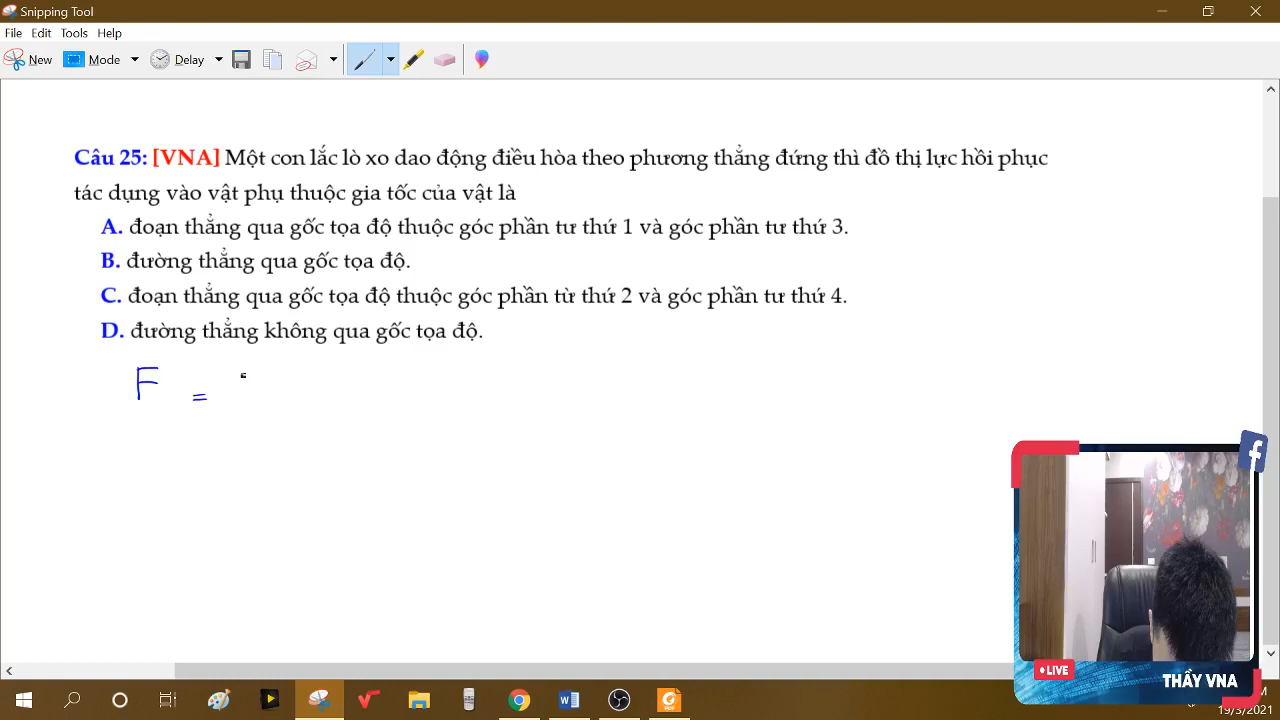 Snipping Tool
File Edit Tools Help
New Mode Delay
Câu 25: [VNA] Một con lắc lò xo dao động điều hòa theo phương thẳng đứng thì đồ thị lực hồi phục
tác dụng vào vật phụ thuộc gia tốc của vật là
A. đoạn thẳng qua gốc tọa độ thuộc góc phần tư thứ 1 và góc phần tư thứ 3.
B. đường thẳng qua gốc tọa độ.
C. đoạn thẳng qua gốc tọa độ thuộc góc phần từ thứ 2 và góc phần tư thứ 4.
D. đường thẳng không qua gốc tọa độ.
F =
LIVE
THẦY VNA
19/3/2021